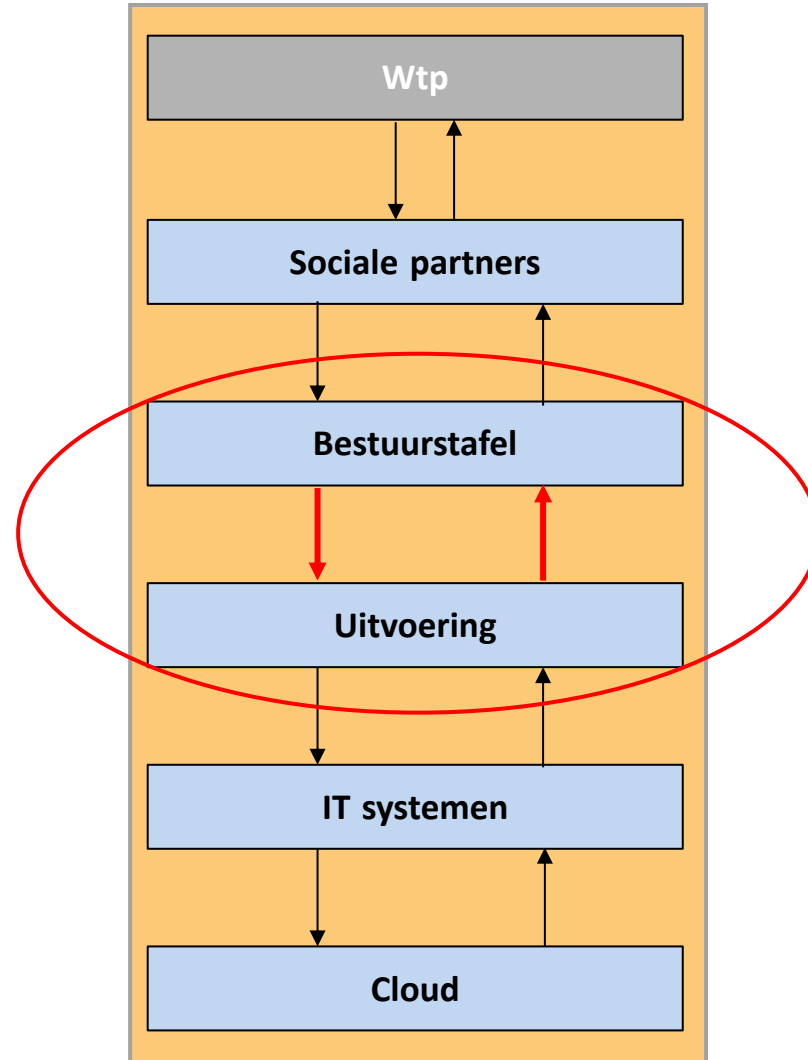 Wtp
Sociale partners
Bestuurstafel
Uitvoering
IT systemen
Cloud